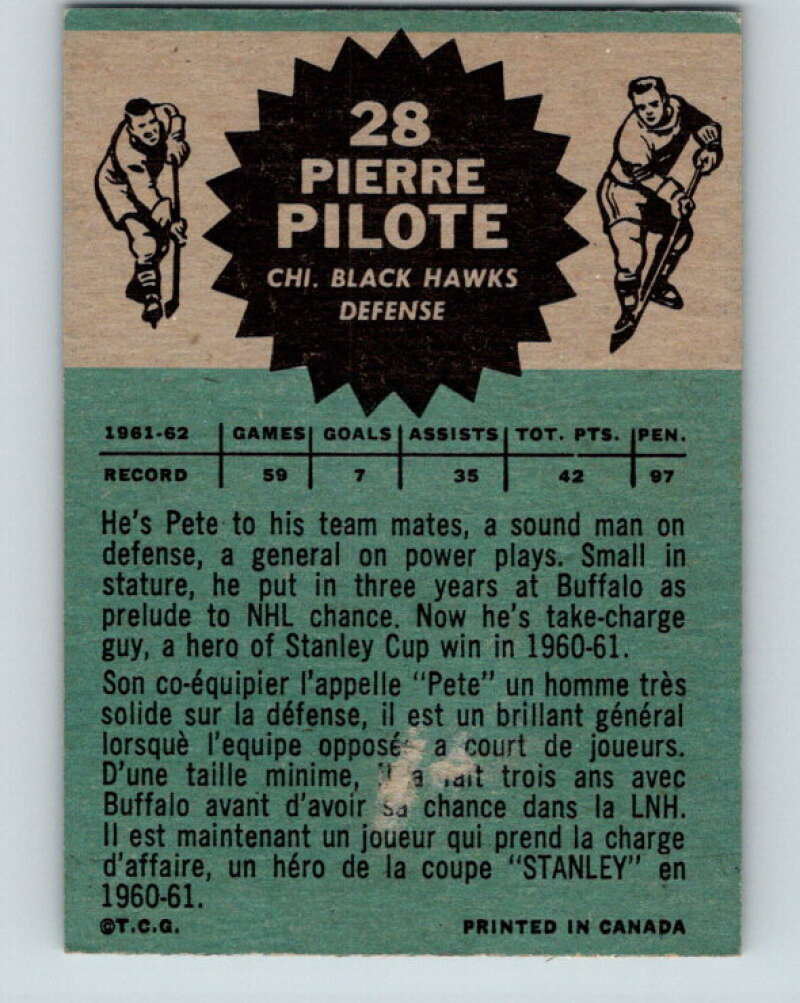 28
PIERRE
PILOTE
CHI. BLACK HAWKS
DEFENSE
1961-62 GAMES GOALS ASSISTS TOT. PTS. PEN.
RECORD 59 7 35 42 97
He's Pete to his team mates, a sound man on
defense, a general on power plays. Small in
stature, he put in three years at Buffalo as
prelude to NHL chance. Now he's take-charge
guy, a hero of Stanley Cup win in 1960-61.
Son co-équipier l'appelle "Pete" un homme très
solide sur la défense, il est un brillant général
lorsquè l'equipe opposée a court de joueurs.
D'une taille minime, il a fait trois ans avec
Buffalo avant d'avoir sa chance dans la LNH.
Il est maintenant un joueur qui prend la charge
d'affaire, un héro de la coupe "STANLEY" en
1960-61.
©T.C.G. PRINTED IN CANADA